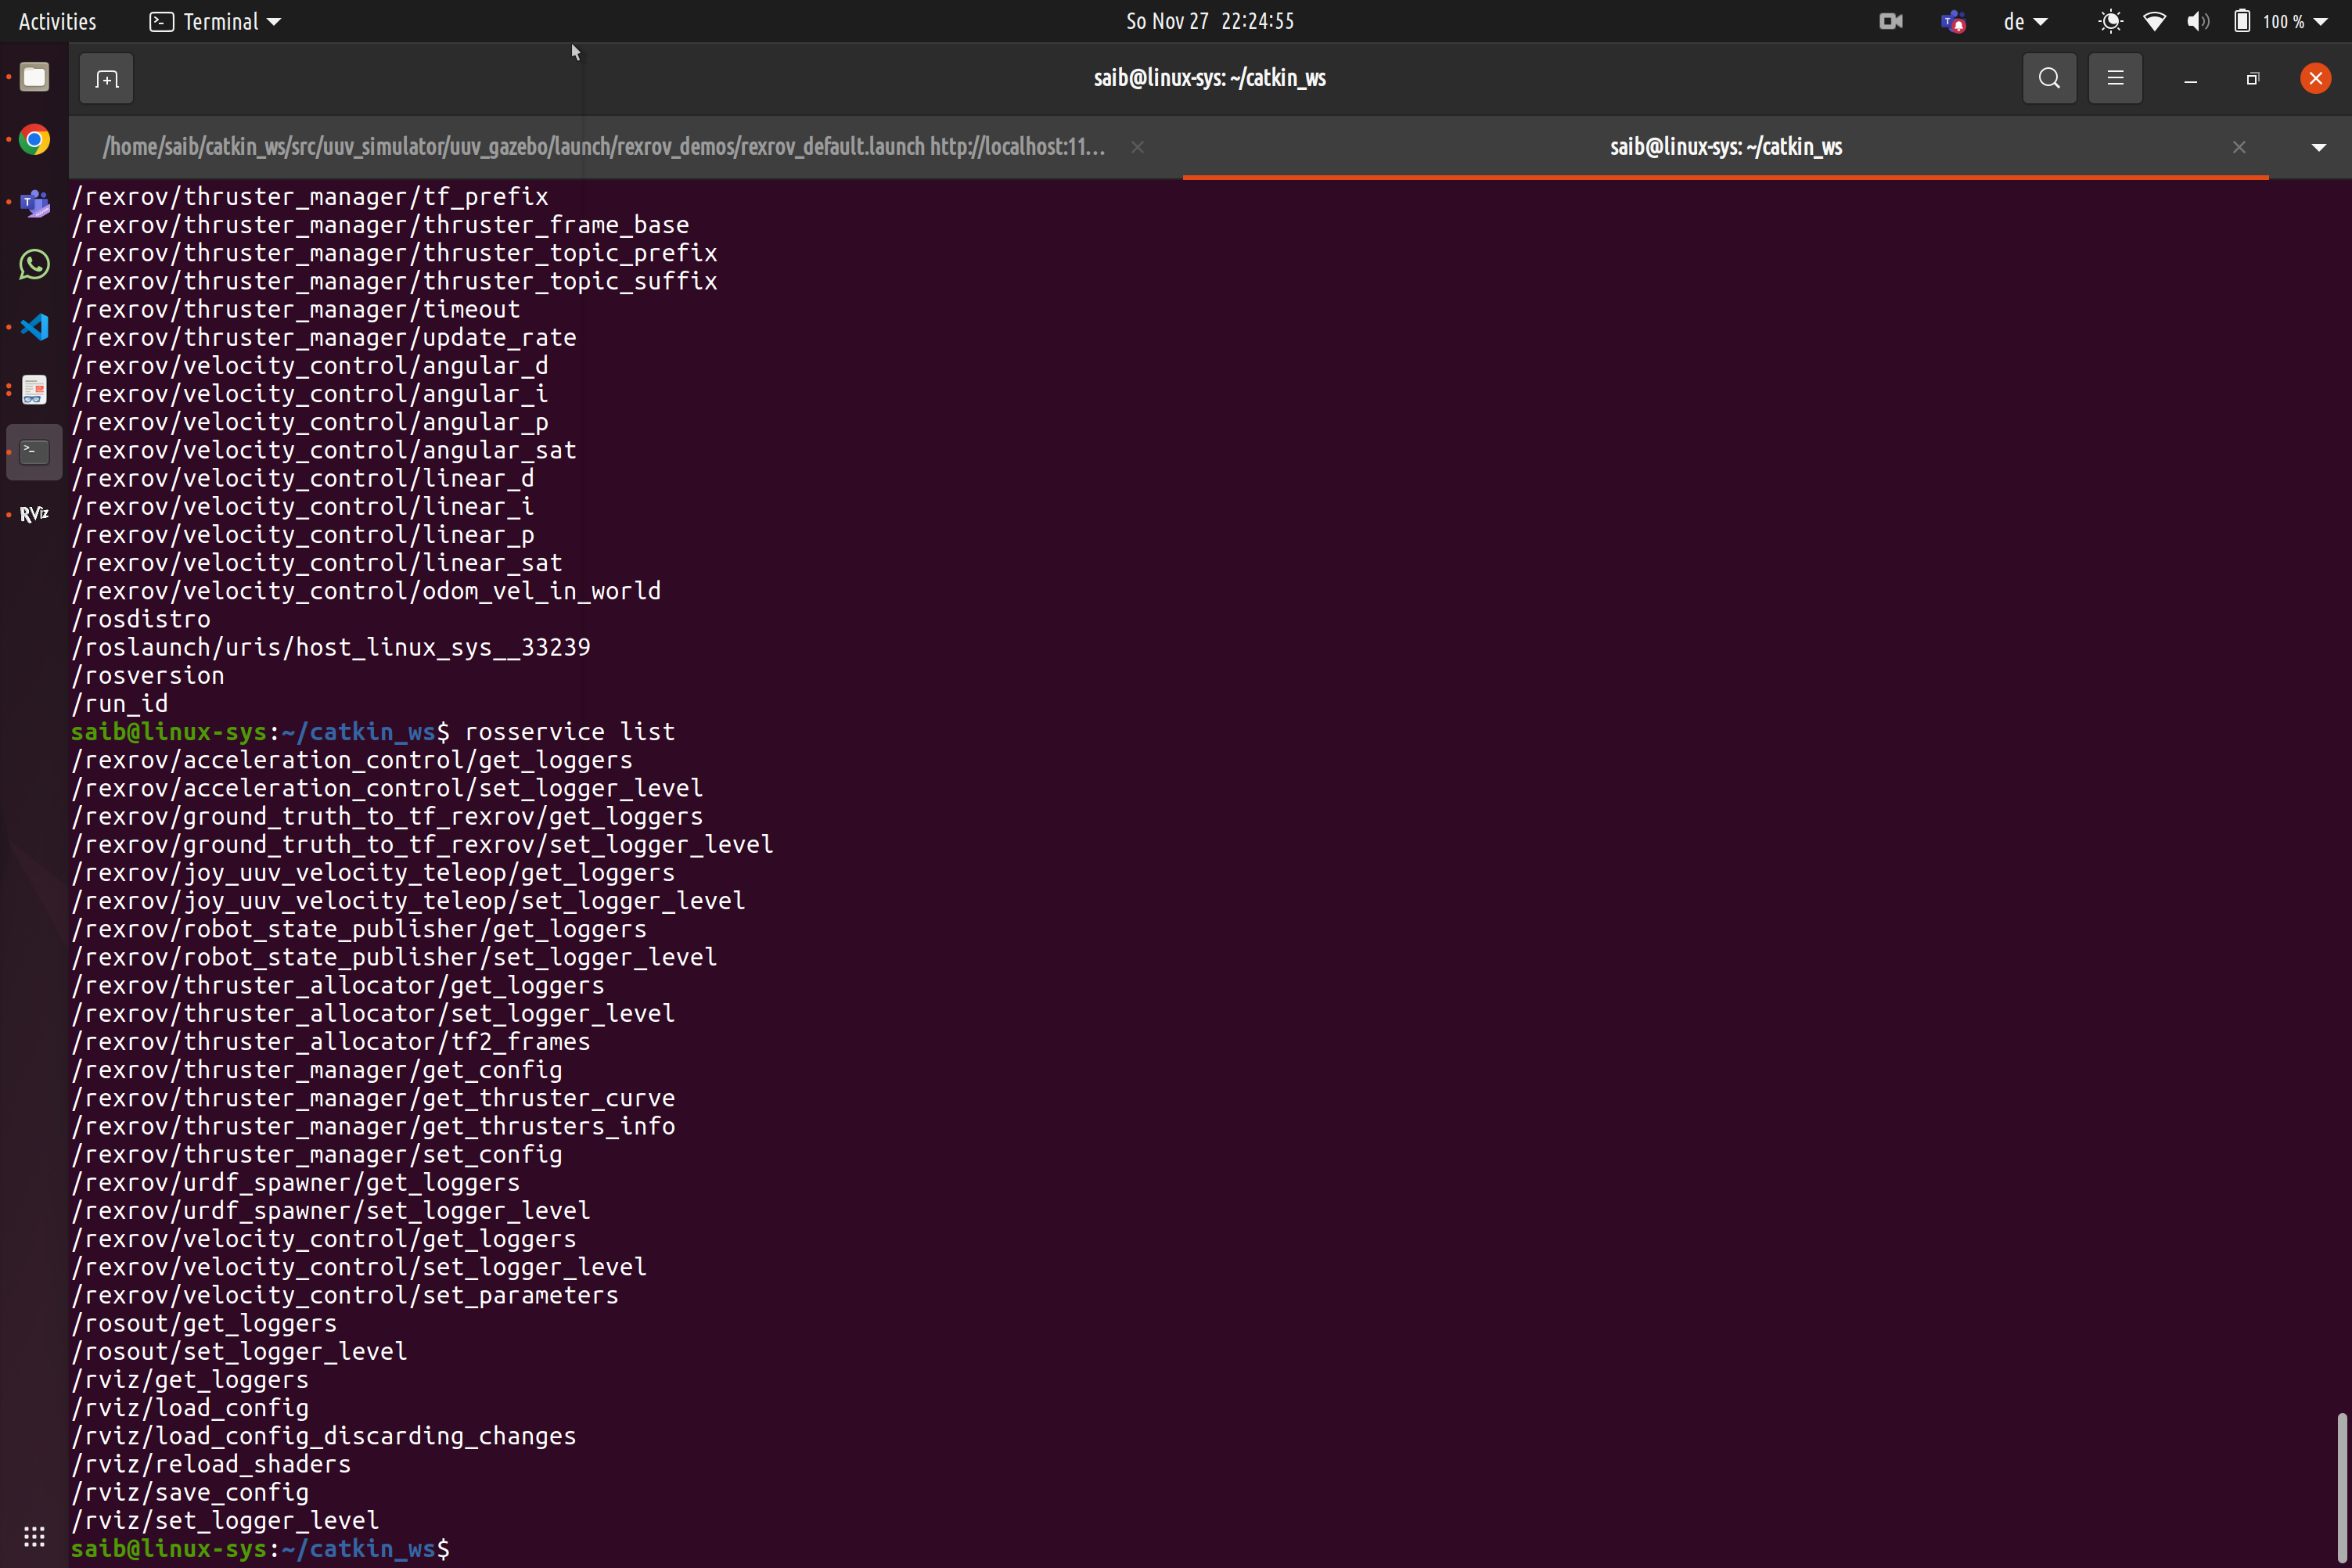 Activities
Terminal
So Nov 27 22:24:55
de
100 %
saib@linux-sys: ~/catkin_ws
/home/saib/catkin_ws/src/uuv_simulator/uuv_gazebo/launch/rexrov_demos/rexrov_default.launch http://localhost:11...
saib@linux-sys: ~/catkin_ws
/rexrov/thruster_manager/tf_prefix
/rexrov/thruster_manager/thruster_frame_base
/rexrov/thruster_manager/thruster_topic_prefix
/rexrov/thruster_manager/thruster_topic_suffix
/rexrov/thruster_manager/timeout
/rexrov/thruster_manager/update_rate
/rexrov/velocity_control/angular_d
/rexrov/velocity_control/angular_i
/rexrov/velocity_control/angular_p
/rexrov/velocity_control/angular_sat
/rexrov/velocity_control/linear_d
/rexrov/velocity_control/linear_i
/rexrov/velocity_control/linear_p
/rexrov/velocity_control/linear_sat
/rexrov/velocity_control/odom_vel_in_world
/rosdistro
/roslaunch/uris/host_linux_sys__33239
/rosversion
/run_id
saib@linux-sys:~/catkin_ws$ rosservice list
/rexrov/acceleration_control/get_loggers
/rexrov/acceleration_control/set_logger_level
/rexrov/ground_truth_to_tf_rexrov/get_loggers
/rexrov/ground_truth_to_tf_rexrov/set_logger_level
/rexrov/joy_uuv_velocity_teleop/get_loggers
/rexrov/joy_uuv_velocity_teleop/set_logger_level
/rexrov/robot_state_publisher/get_loggers
/rexrov/robot_state_publisher/set_logger_level
/rexrov/thruster_allocator/get_loggers
/rexrov/thruster_allocator/set_logger_level
/rexrov/thruster_allocator/tf2_frames
/rexrov/thruster_manager/get_config
/rexrov/thruster_manager/get_thruster_curve
/rexrov/thruster_manager/get_thrusters_info
/rexrov/thruster_manager/set_config
/rexrov/urdf_spawner/get_loggers
/rexrov/urdf_spawner/set_logger_level
/rexrov/velocity_control/get_loggers
/rexrov/velocity_control/set_logger_level
/rexrov/velocity_control/set_parameters
/rosout/get_loggers
/rosout/set_logger_level
/rviz/get_loggers
/rviz/load_config
/rviz/load_config_discarding_changes
/rviz/reload_shaders
/rviz/save_config
/rviz/set_logger_level
saib@linux-sys:~/catkin_ws$
RViz